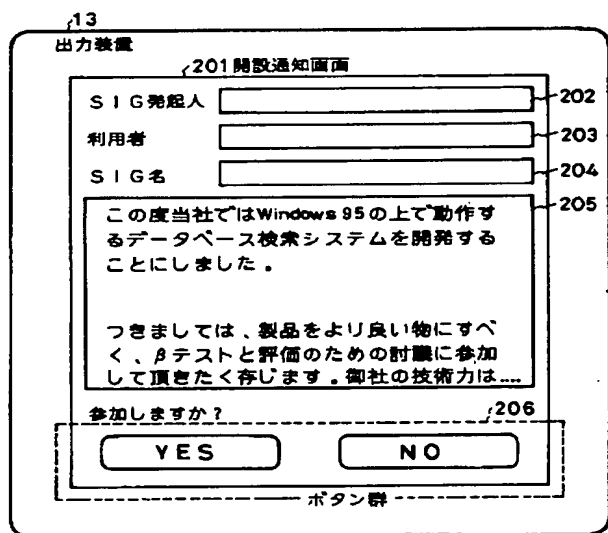 13
出力装置
201開設通知画面
SIG発起人
202
利用者
203
SIG名
204
205
この度当社ではWindows95の上で動作す
るデータベース検索システムを開発する
ことにしました。
つきましては、製品をより良い物にすべ
く、βテストと評価のための討議に参加
して頂きたく存じます。御社の技術力は……
参加しますか?
206
YES
NO
ボタン群